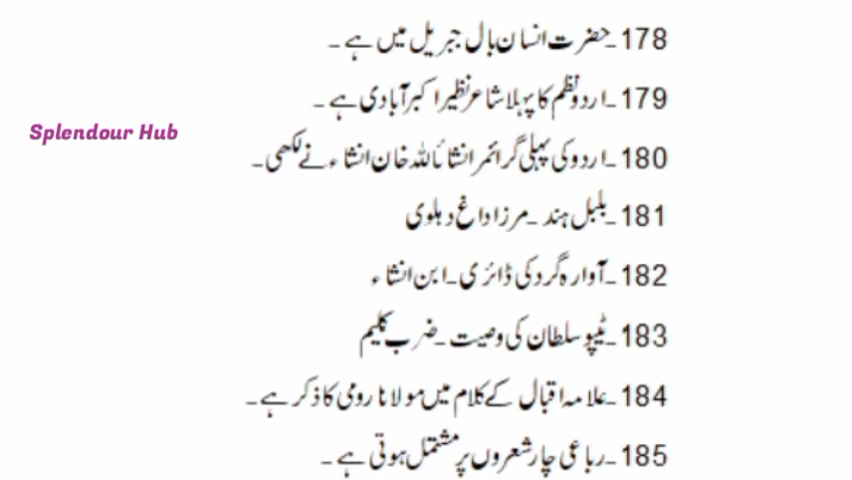 178۔حضرت انسان بال جبریل میں ہے۔
179۔اردو نظم کا پہلا شاعر نظیر اکبر آبادی ہے۔
Splendour Hub
180۔اردو کی پہلی گرائمر انشائاللہ خان انشاء نے لکھی۔
181۔بلبل ہند۔مرزا داغ دہلوی
182۔آوارہ گرد کی ڈائری۔ابن انشاء
183۔ٹیپو سلطان کی وصیت۔ضرب کلیم
184۔علامہ اقبال کے کلام میں مولانا رومی کا ذکر ہے۔
185۔رباعی چار شعروں پر مشتمل ہوتی ہے۔